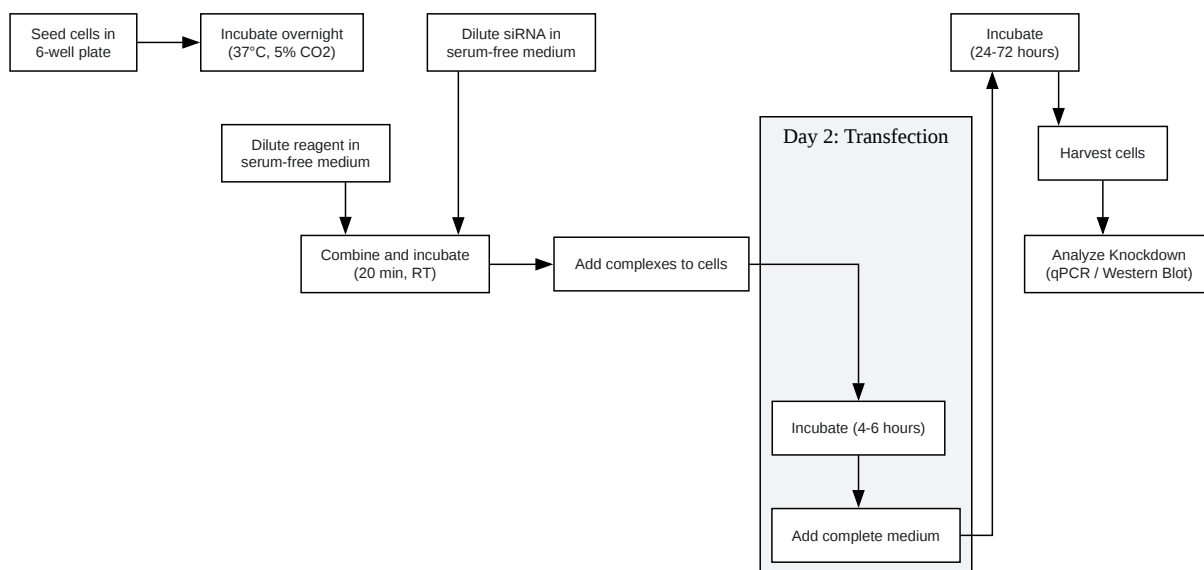 Seed cells in
6-well plate
Incubate overnight
(37°C, 5% CO2)
Dilute siRNA in
serum-free medium
Dilute reagent in
serum-free medium
Combine and incubate
(20 min, RT)
Add complexes to cells
Day 2: Transfection
Incubate (4-6 hours)
Add complete medium
Incubate
(24-72 hours)
Harvest cells
Analyze Knockdown
(qPCR / Western Blot)